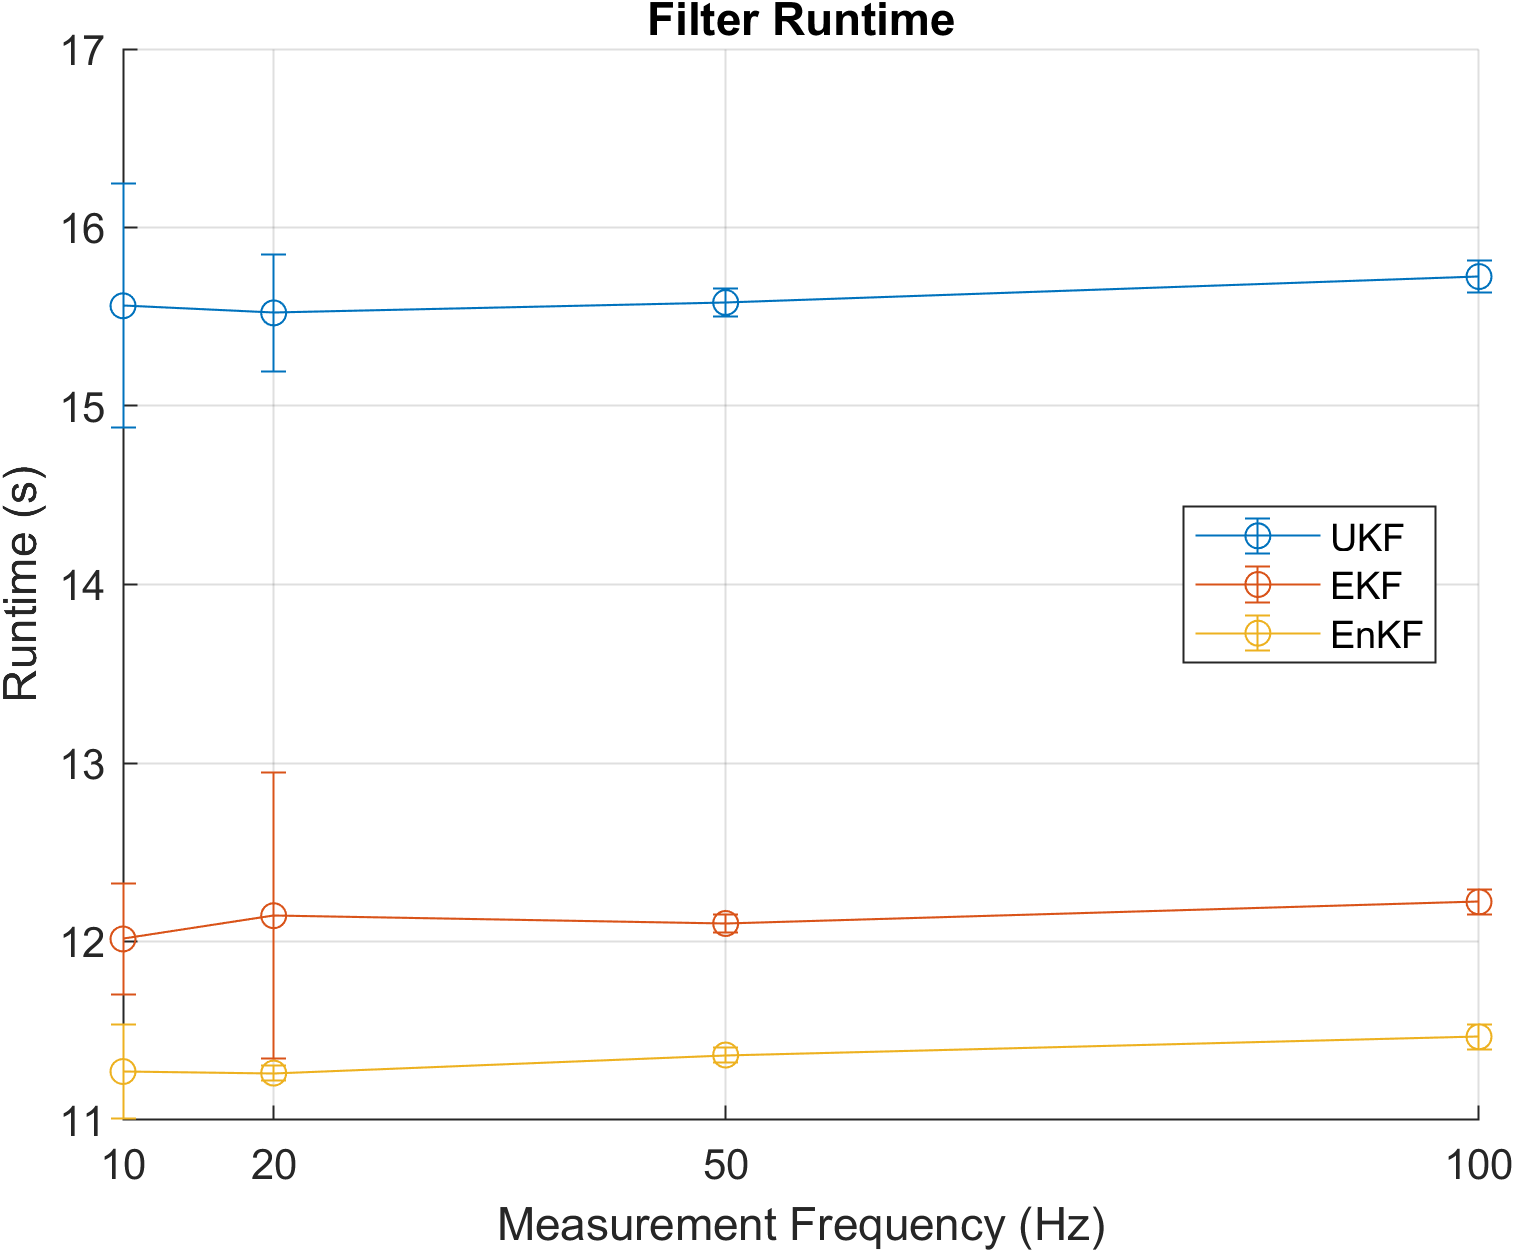 Filter Runtime
17
16
15
14
13
12
11
Runtime (s)
UKF
EKF
EnKF
10 20 50 100
Measurement Frequency (Hz)